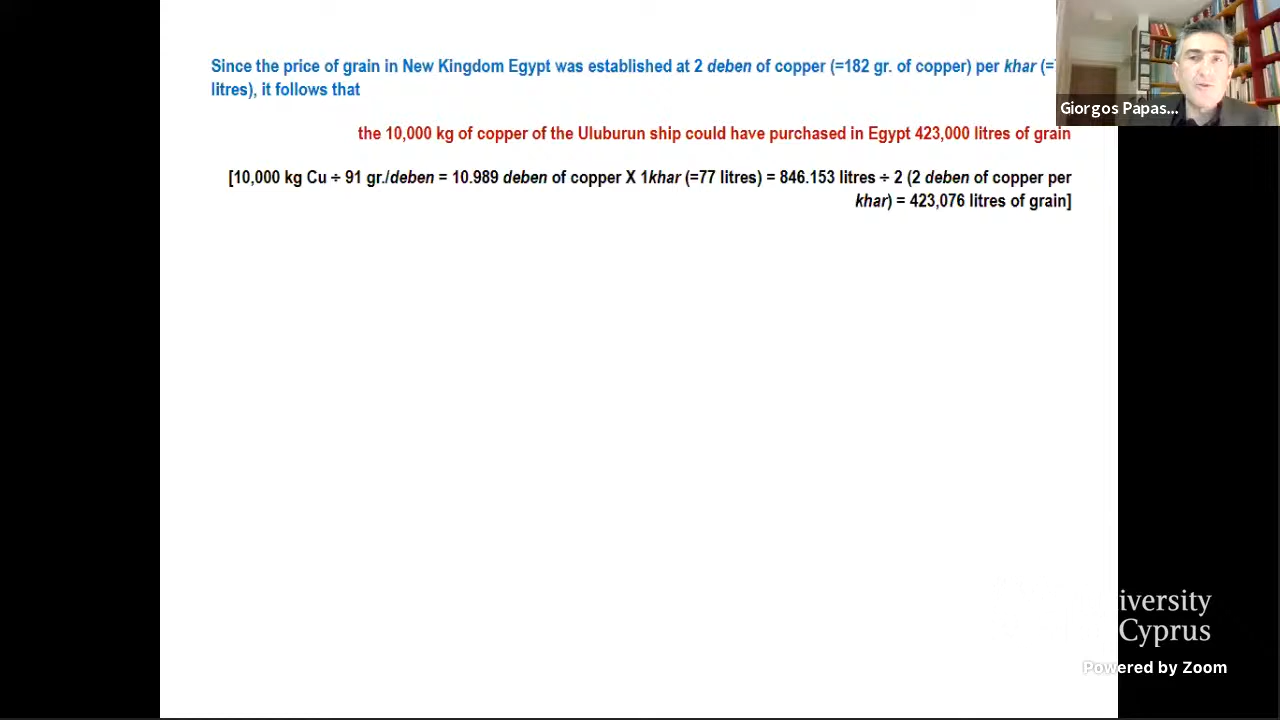 Since the price of grain in New Kingdom Egypt was established at 2 deben of copper (=182 gr. of copper) per khar (=
litres), it follows that
the 10,000 kg of copper of the Uluburun ship could have purchased in Egypt 423,000 litres of grain
[10,000 kg Cu ÷ 91 gr./deben = 10.989 deben of copper X 1khar (=77 litres) = 846.153 litres ÷ 2 (2 deben of copper per
khar) = 423,076 litres of grain]
Giorgos Papas...
iversity
Cyprus
Powered by Zoom